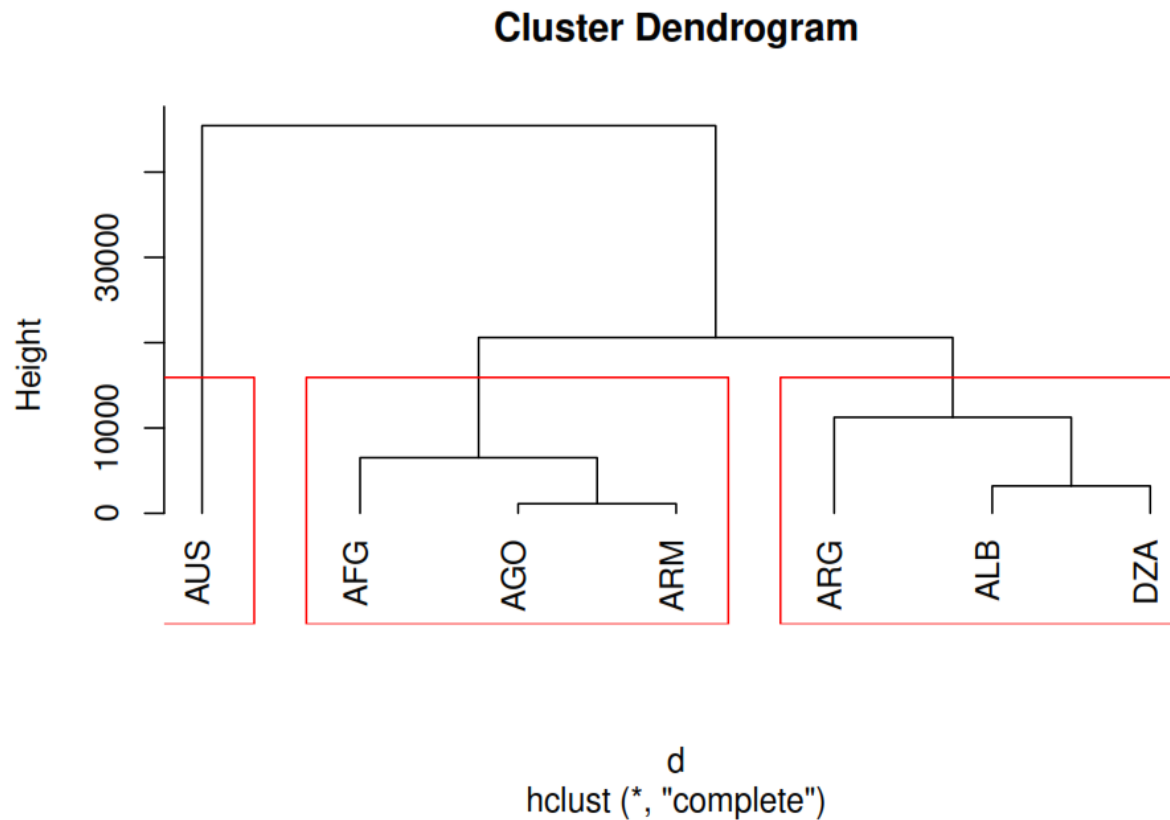 Cluster Dendrogram
Height
30000
10000
0
AUS
AFG
AGO
ARM
ARG
ALB
DZA
d
hclust (*, "complete")